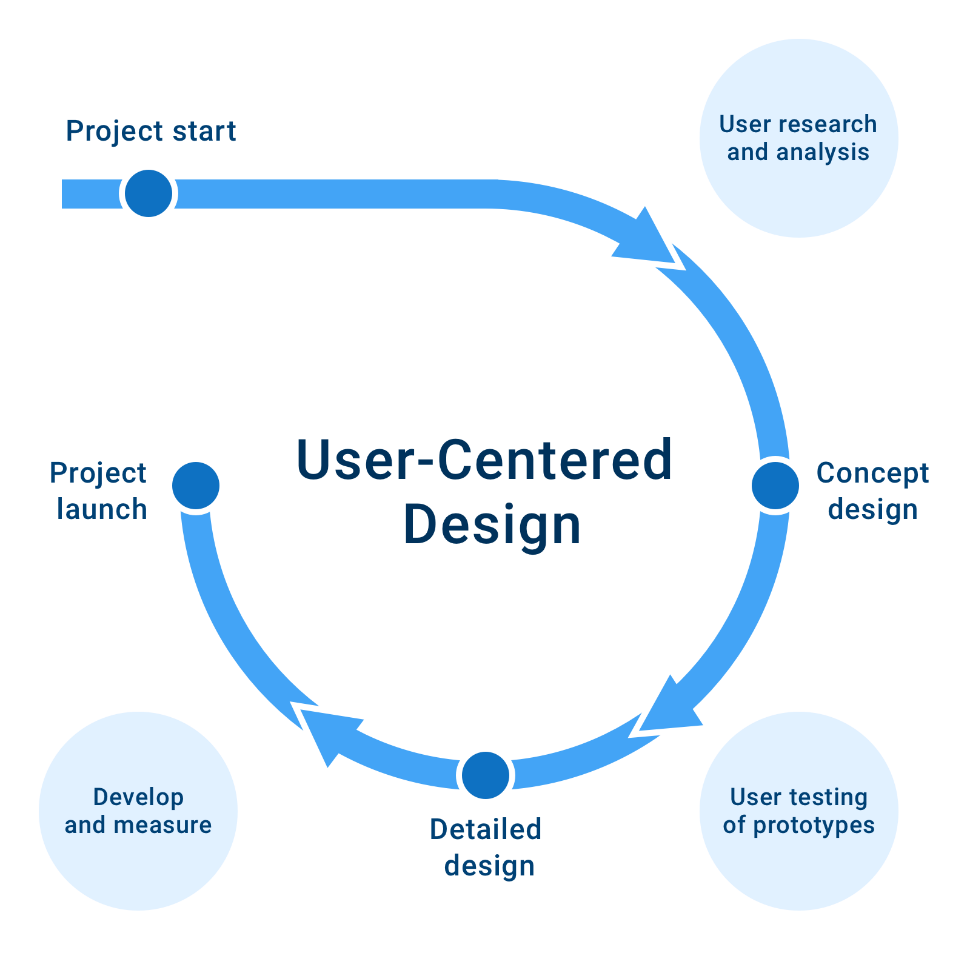 Project start
User research
and analysis
User-Centered
Design
Project
launch
Concept
design
Develop
and measure
Detailed
design
User testing
of prototypes